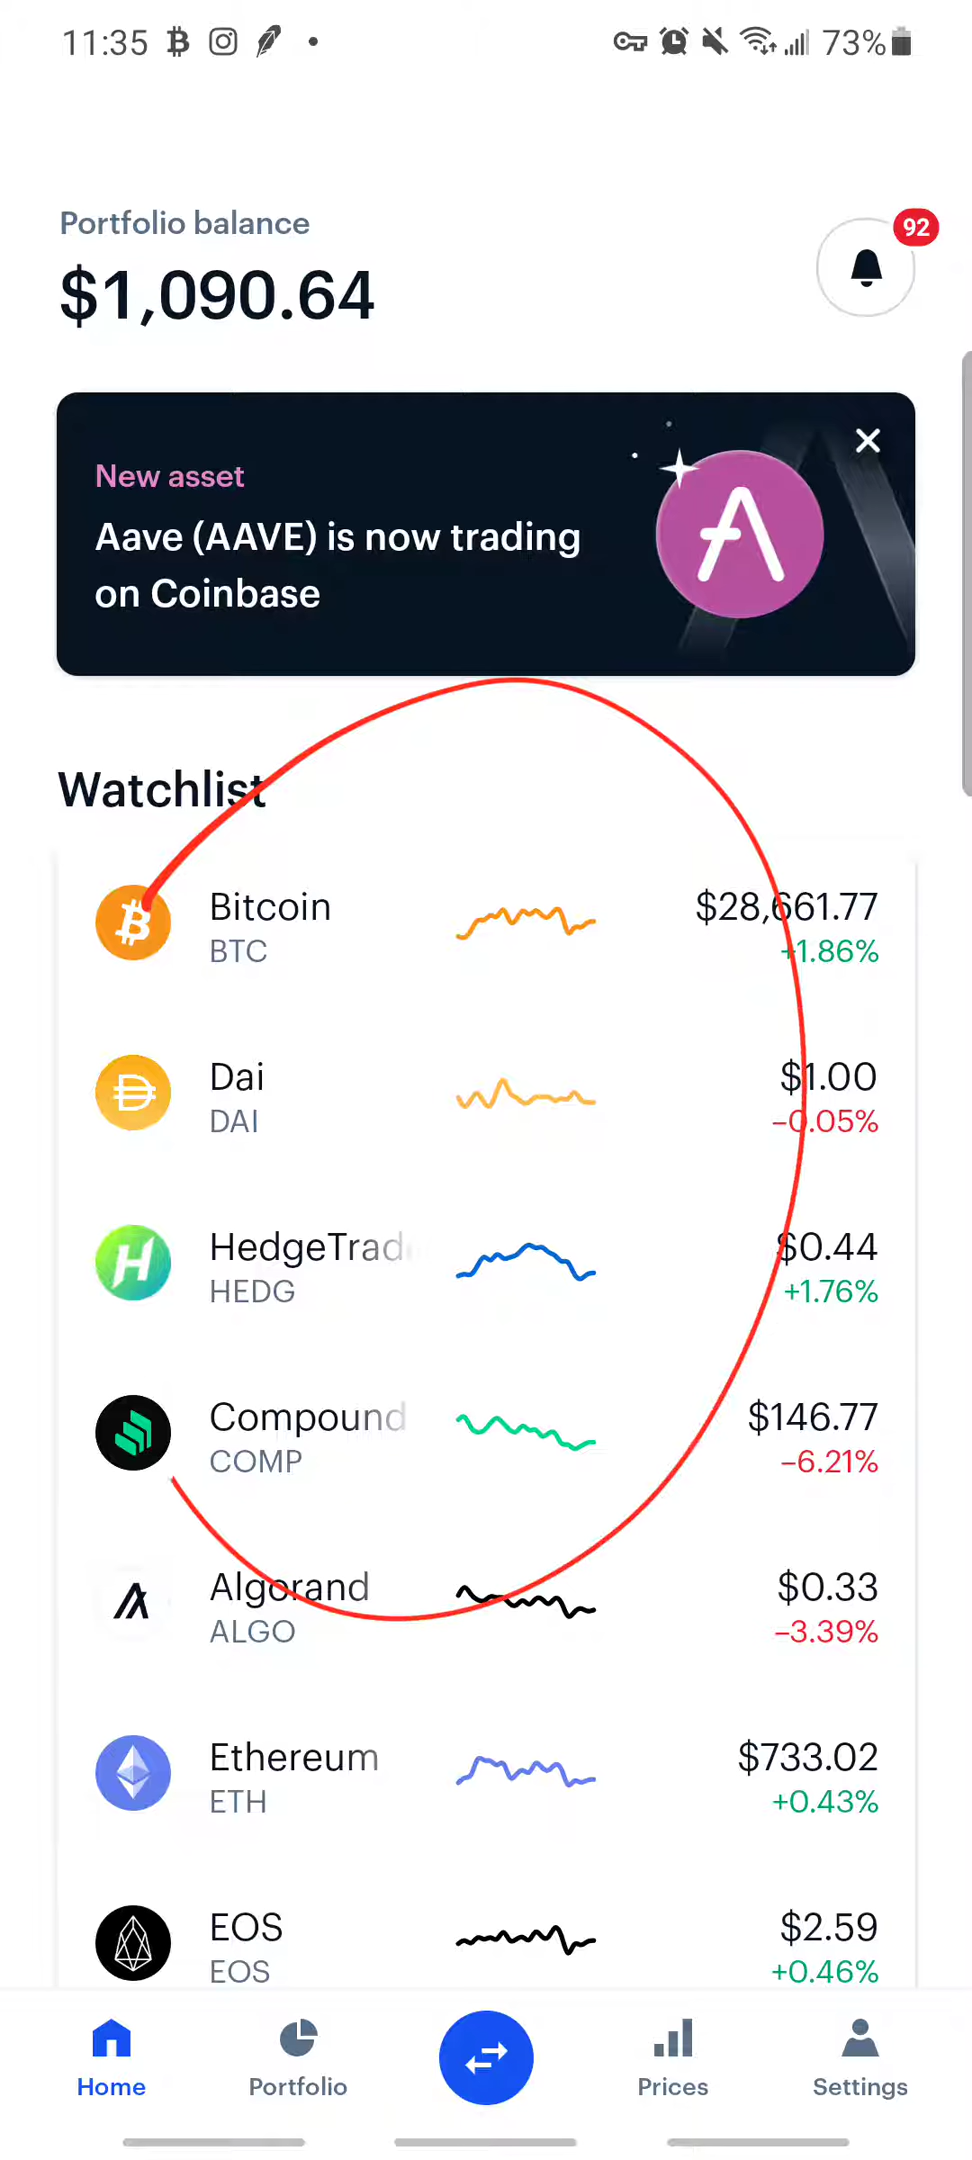 11:35
73%
Portfolio balance
92
$1,090.64
New asset
Aave (AAVE) is now trading
on Coinbase
Watchlist
Bitcoin $28,661.77
BTC +1.86%
Dai $1.00
DAI -0.05%
HedgeTrad $0.44
HEDG +1.76%
Compound $146.77
COMP -6.21%
Algorand $0.33
ALGO -3.39%
Ethereum $733.02
ETH +0.43%
EOS $2.59
EOS +0.46%
Home Portfolio Prices Settings